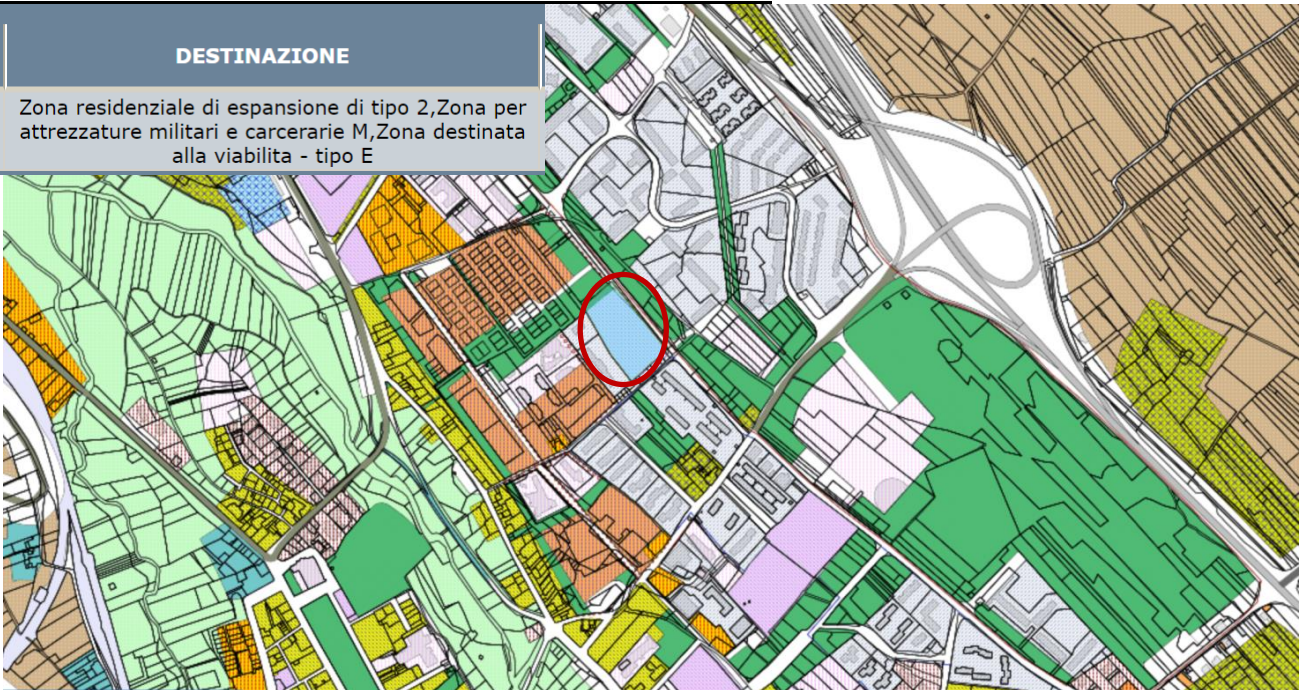 DESTINAZIONE
Zona residenziale di espansione di tipo 2,Zona per
attrezzature militari e carcerarie M,Zona destinata
alla viabilita - tipo E